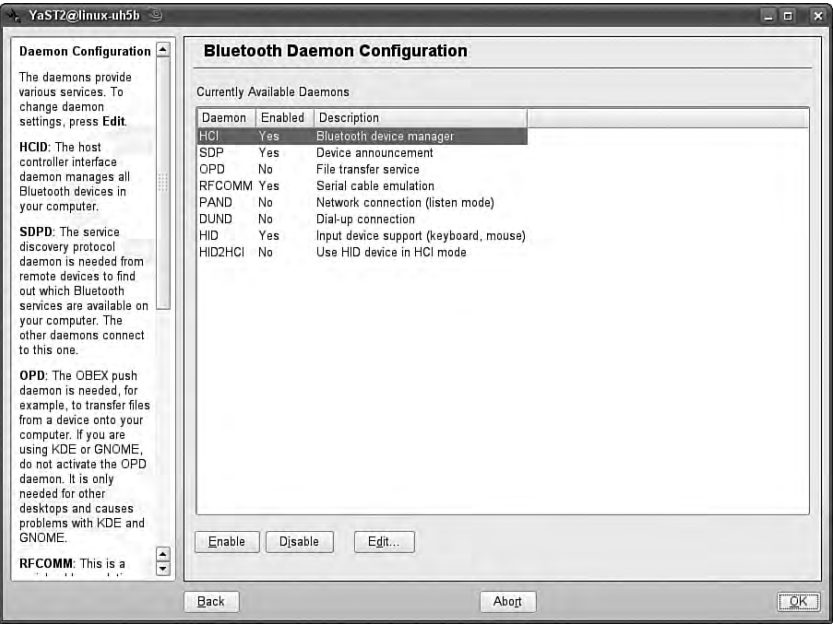 YaST2@linux-uh5b
Daemon Configuration
The daemons provide
various services. To
change daemon
settings, press Edit.
HCID: The host
controller interface
daemon manages all
Bluetooth devices in
your computer.
SDPD: The service
discovery protocol
daemon is needed from
remote devices to find
out which Bluetooth
services are available on
your computer. The
other daemons connect
to this one.
OPD: The OBEX push
daemon is needed, for
example, to transfer files
from a device onto your
computer. If you are
using KDE or GNOME,
do not activate the OPD
daemon. It is only
needed for other
desktops and causes
problems with KDE and
GNOME.
RFCOMM: This is a
Bluetooth Daemon Configuration
Currently Available Daemons
Daemon Enabled Description
HCI Yes Bluetooth device manager
SDP Yes Device announcement
OPD No File transfer service
RFCOMM Yes Serial cable emulation
PAND No Network connection (listen mode)
DUND No Dial-up connection
HID Yes Input device support (keyboard, mouse)
HID2HCI No Use HID device in HCI mode
Enable Disable Edit...
Back Abort OK